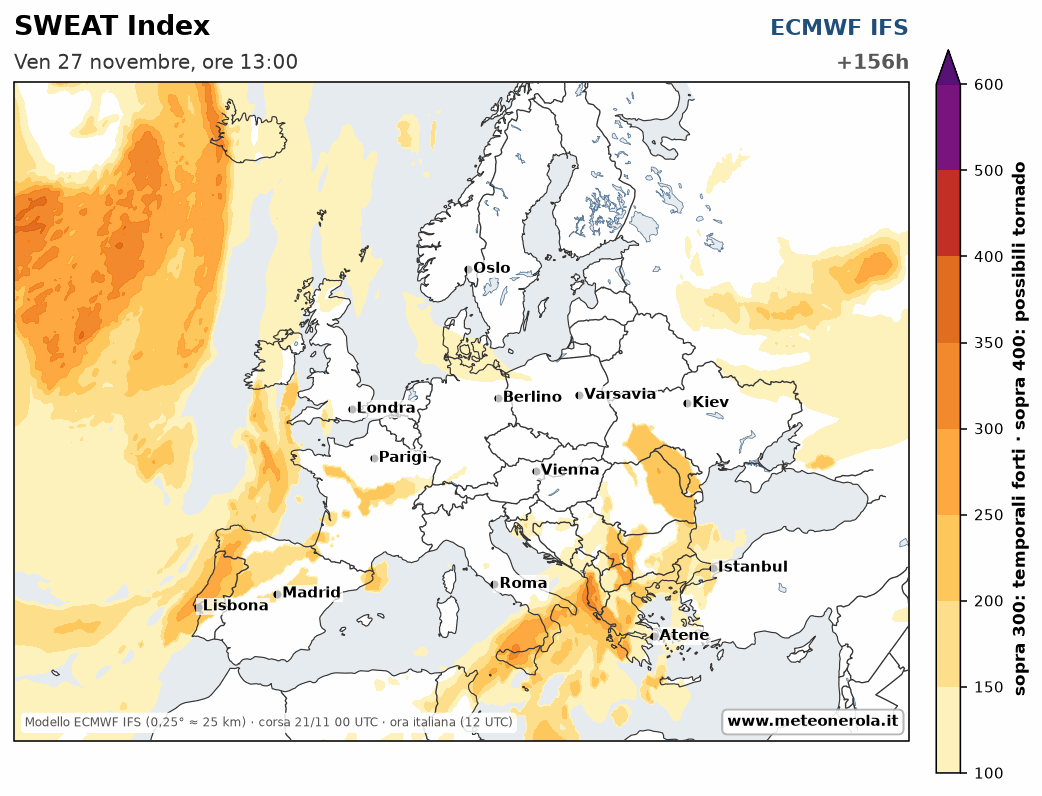 SWEAT Index
ECMWF IFS
Ven 27 novembre, ore 13:00
+156h
Oslo
Berlino
Varsavia
Kiev
Londra
Parigi
Vienna
Istanbul
Roma
Madrid
Lisbona
Atene
Modello ECMWF IFS (0,25° ≈ 25 km) · corsa 21/11 00 UTC · ora italiana (12 UTC)
www.meteonerola.it
600
500
400
350
300
250
200
150
100
sopra 300: temporali forti · sopra 400: possibili tornado